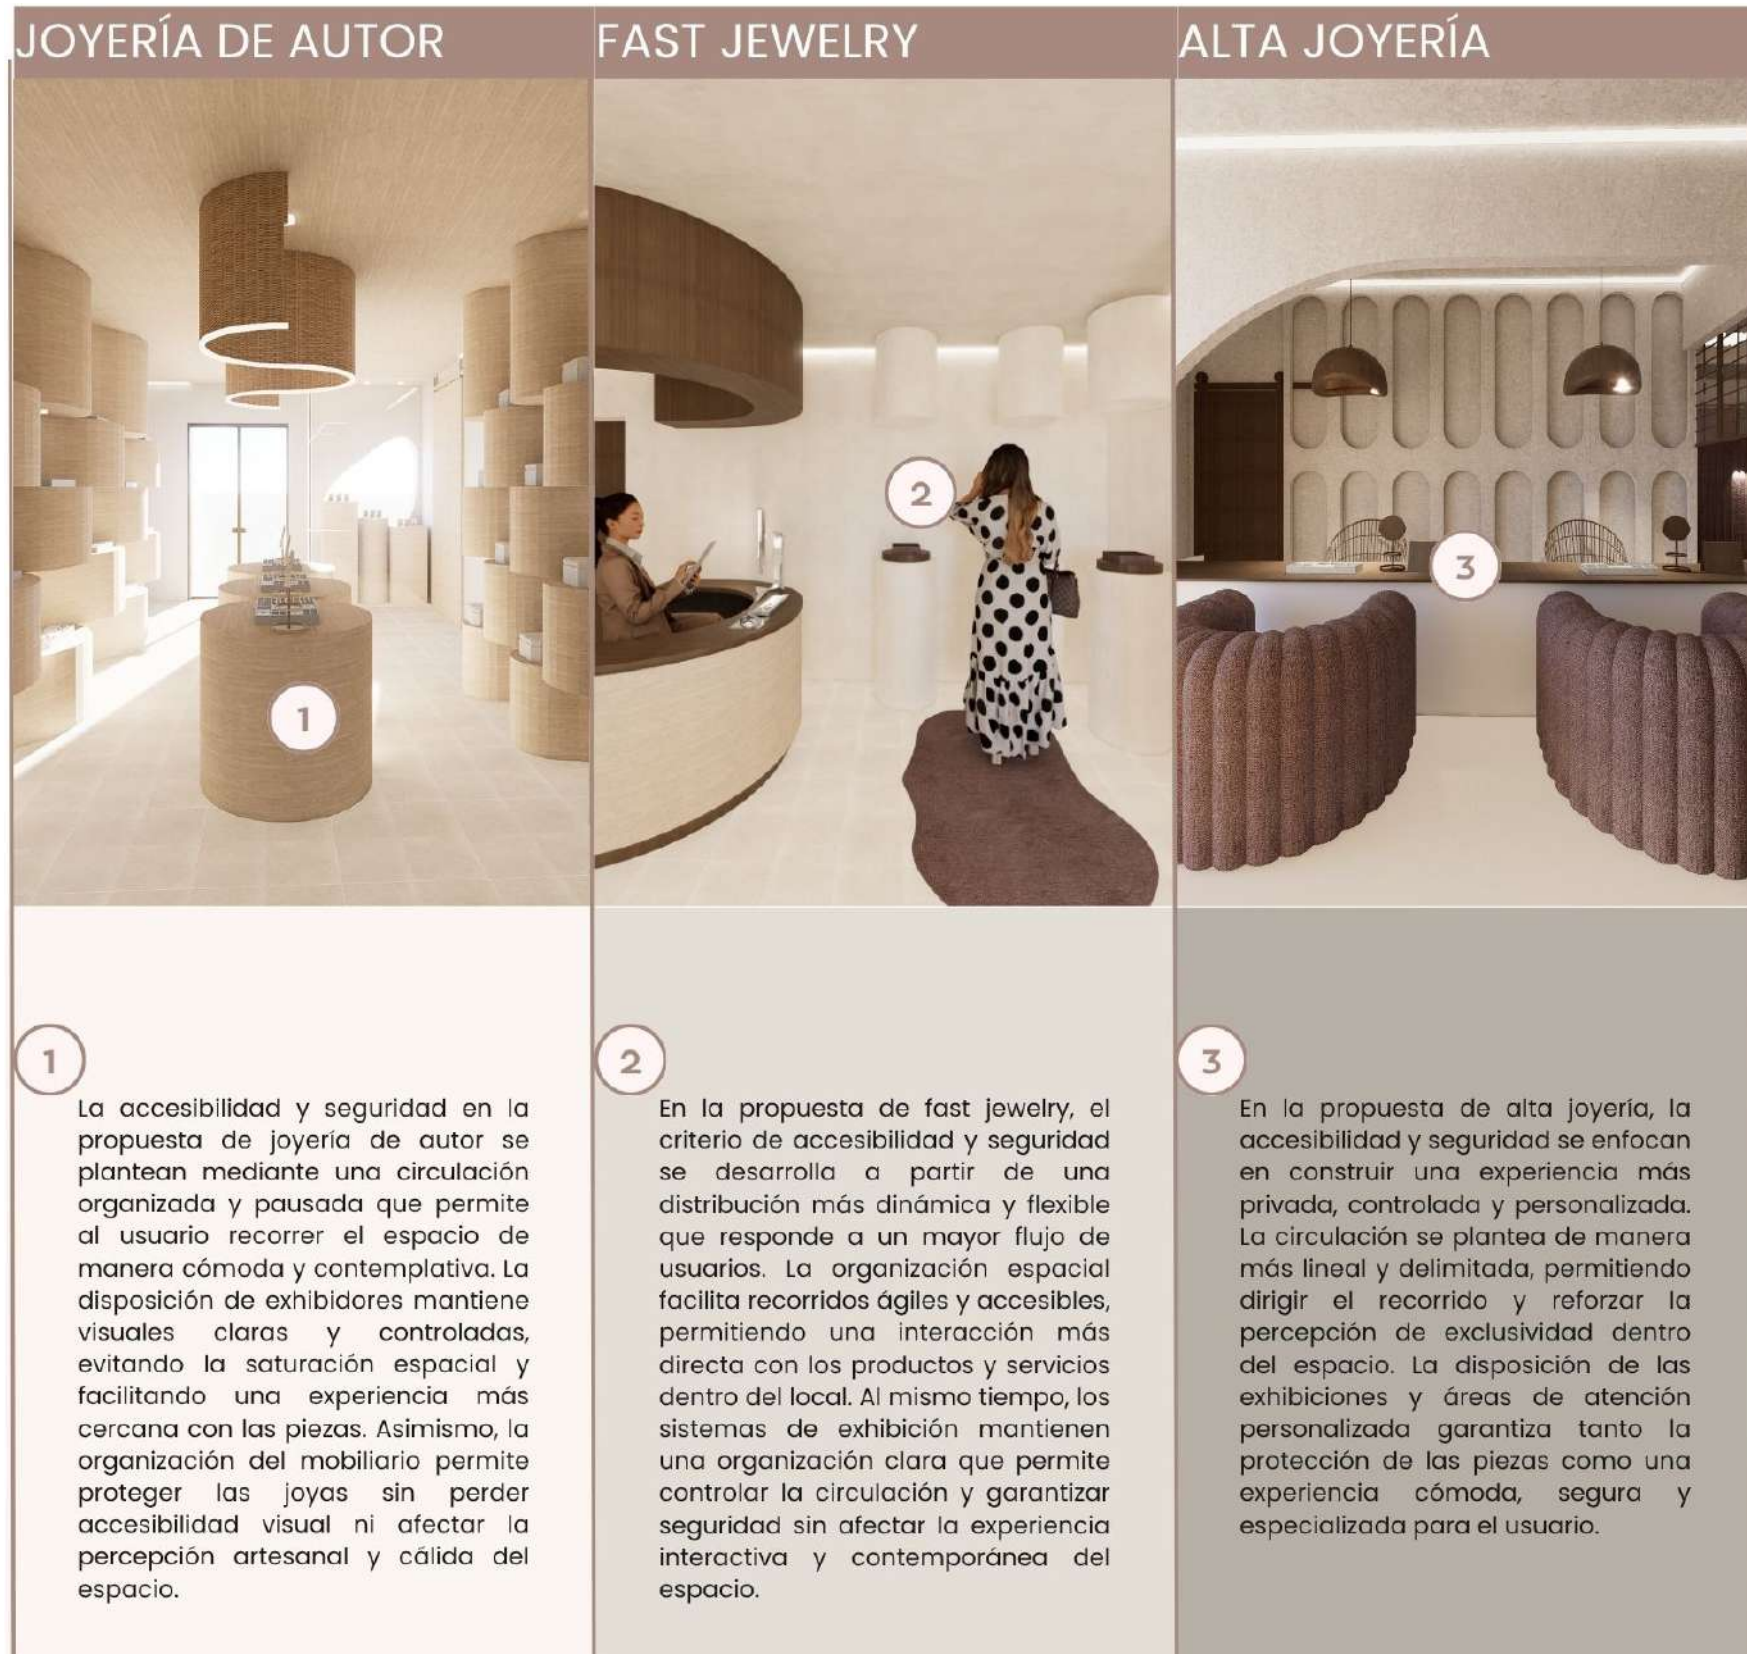 JOYERÍA DE AUTOR
FAST JEWELRY
ALTA JOYERÍA
1
2
3
1
La accesibilidad y seguridad en la
propuesta de joyería de autor se
plantean mediante una circulación
organizada y pausada que permite
al usuario recorrer el espacio de
manera cómoda y contemplativa. La
disposición de exhibidores mantiene
visuales claras y controladas,
evitando la saturación espacial y
facilitando una experiencia más
cercana con las piezas. Asimismo, la
organización del mobiliario permite
proteger las joyas sin perder
accesibilidad visual ni afectar la
percepción artesanal y cálida del
espacio.
2
En la propuesta de fast jewelry, el
criterio de accesibilidad y seguridad
se desarrolla a partir de una
distribución más dinámica y flexible
que responde a un mayor flujo de
usuarios. La organización espacial
facilita recorridos ágiles y accesibles,
permitiendo una interacción más
directa con los productos y servicios
dentro del local. Al mismo tiempo, los
sistemas de exhibición mantienen
una organización clara que permite
controlar la circulación y garantizar
seguridad sin afectar la experiencia
interactiva y contemporánea del
espacio.
3
En la propuesta de alta joyería, la
accesibilidad y seguridad se enfocan
en construir una experiencia más
privada, controlada y personalizada.
La circulación se plantea de manera
más lineal y delimitada, permitiendo
dirigir el recorrido y reforzar la
percepción de exclusividad dentro
del espacio. La disposición de las
exhibiciones y áreas de atención
personalizada garantiza tanto la
protección de las piezas como una
experiencia cómoda, segura y
especializada para el usuario.